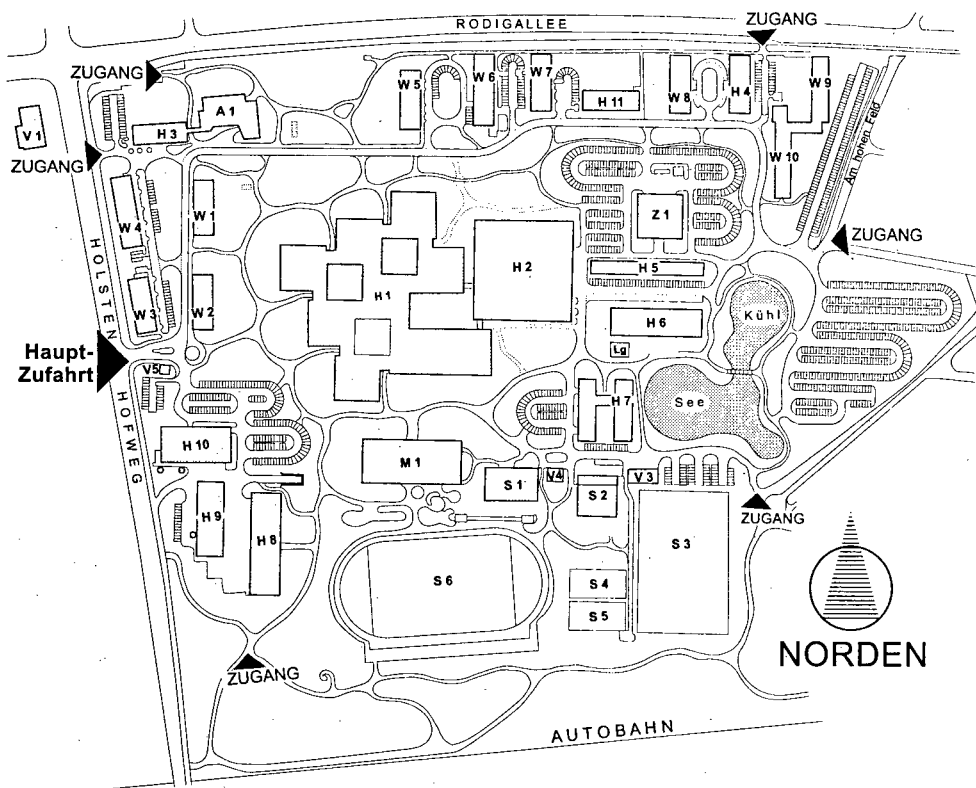 RODIGALLEE
ZUGANG
ZUGANG
V 1
H 3
A 1
W 5
W 6
W 7
H 11
W 8
H 4
W 9
W 10
Am hohen Feld
ZUGANG
W 4
W 1
Z 1
ZUGANG
HOLSTEN
HOFWEG
W 3
W 2
H 1
H 2
H 5
H 6
Lg
Kühl
See
Haupt-
Zufahrt
V5
H 10
H 7
M 1
S 1
V4
S 2
V 3
ZUGANG
H 9
H 8
S 6
S 3
S 4
S 5
NORDEN
ZUGANG
AUTOBAHN